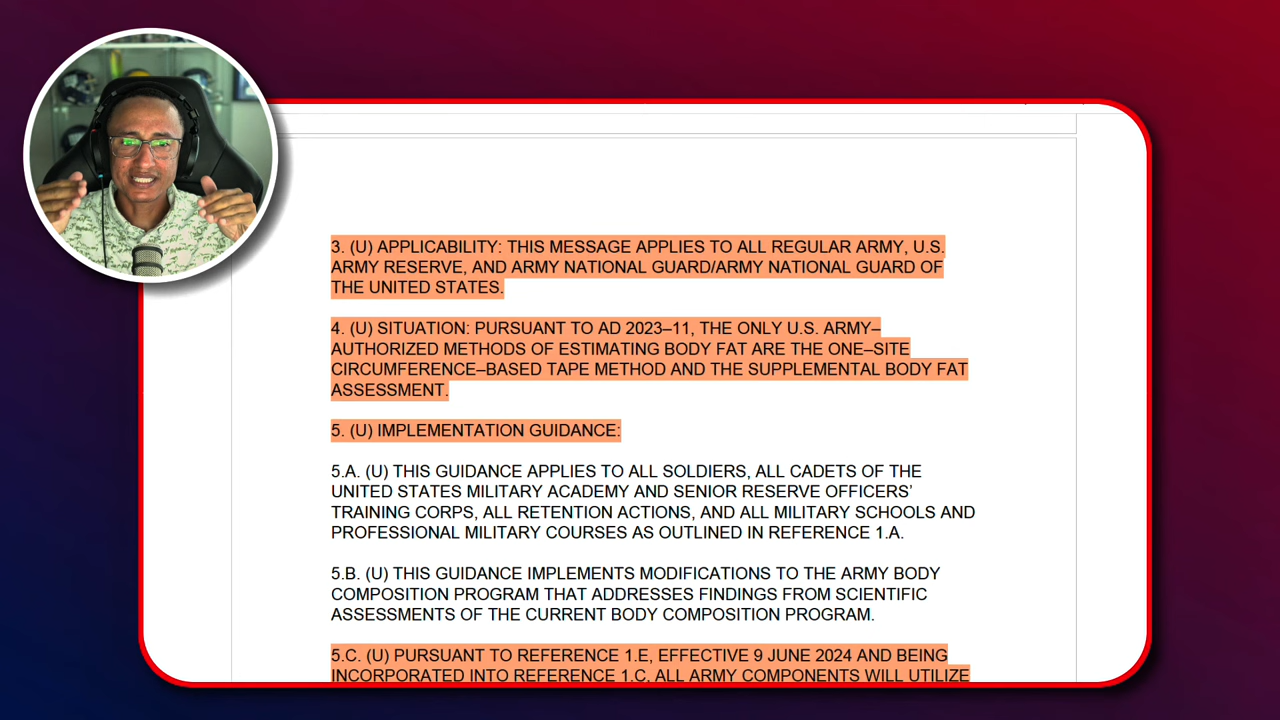 3. (U) APPLICABILITY: THIS MESSAGE APPLIES TO ALL REGULAR ARMY, U.S.
ARMY RESERVE, AND ARMY NATIONAL GUARD/ARMY NATIONAL GUARD OF
THE UNITED STATES.
4. (U) SITUATION: PURSUANT TO AD 2023–11, THE ONLY U.S. ARMY–
AUTHORIZED METHODS OF ESTIMATING BODY FAT ARE THE ONE–SITE
CIRCUMFERENCE–BASED TAPE METHOD AND THE SUPPLEMENTAL BODY FAT
ASSESSMENT.
5. (U) IMPLEMENTATION GUIDANCE:
5.A. (U) THIS GUIDANCE APPLIES TO ALL SOLDIERS, ALL CADETS OF THE
UNITED STATES MILITARY ACADEMY AND SENIOR RESERVE OFFICERS’
TRAINING CORPS, ALL RETENTION ACTIONS, AND ALL MILITARY SCHOOLS AND
PROFESSIONAL MILITARY COURSES AS OUTLINED IN REFERENCE 1.A.
5.B. (U) THIS GUIDANCE IMPLEMENTS MODIFICATIONS TO THE ARMY BODY
COMPOSITION PROGRAM THAT ADDRESSES FINDINGS FROM SCIENTIFIC
ASSESSMENTS OF THE CURRENT BODY COMPOSITION PROGRAM.
5.C. (U) PURSUANT TO REFERENCE 1.E, EFFECTIVE 9 JUNE 2024 AND BEING
INCORPORATED INTO REFERENCE 1.C, ALL ARMY COMPONENTS WILL UTILIZE